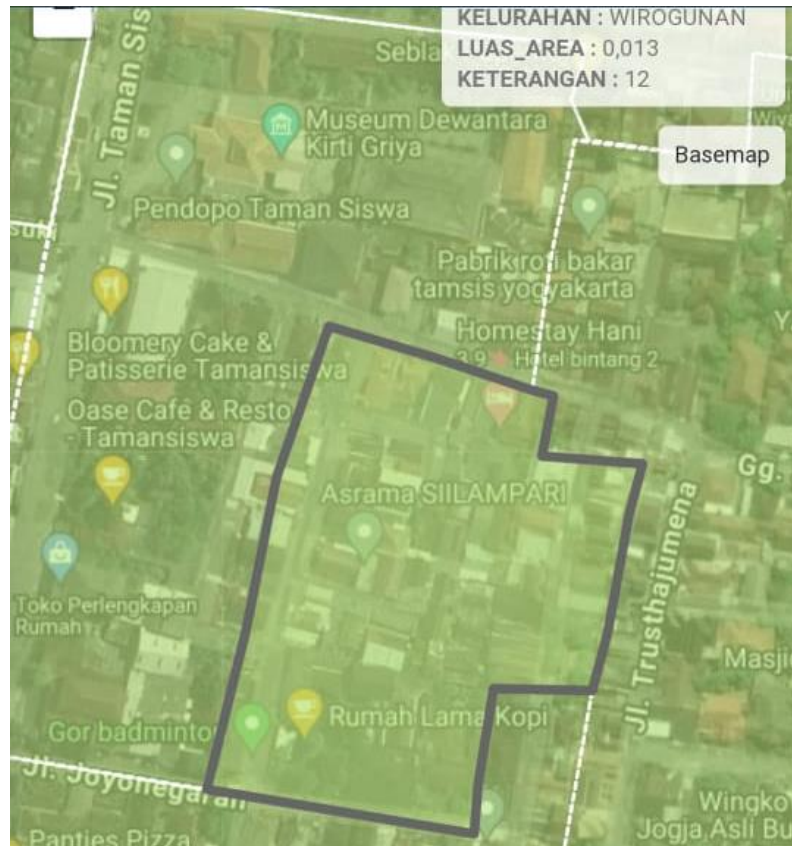 KELURAHAN : WIROGUNAN
LUAS_AREA : 0,013
KETERANGAN : 12
Basemap
Jl. Taman Sis
Sebla
Museum Dewantara
Kirti Griya
Pendopo Taman Siswa
suki
Pabrik roti bakar
tamsis yogyakarta
Bloomery Cake &
Patisserie Tamansiswa
Homestay Hani
3,9 Hotel bintang 2
Oase Cafe & Resto
- Tamansiswa
Gg.
Asrama SIILAMPARI
Toko Perlengkapan
Rumah
Jl. Trusthajumena
Masji
Rumah Lama Kopi
Gor badminton
Jl. Joyonegaran
Wingko
Jogja Asli Bu
Panties Pizza